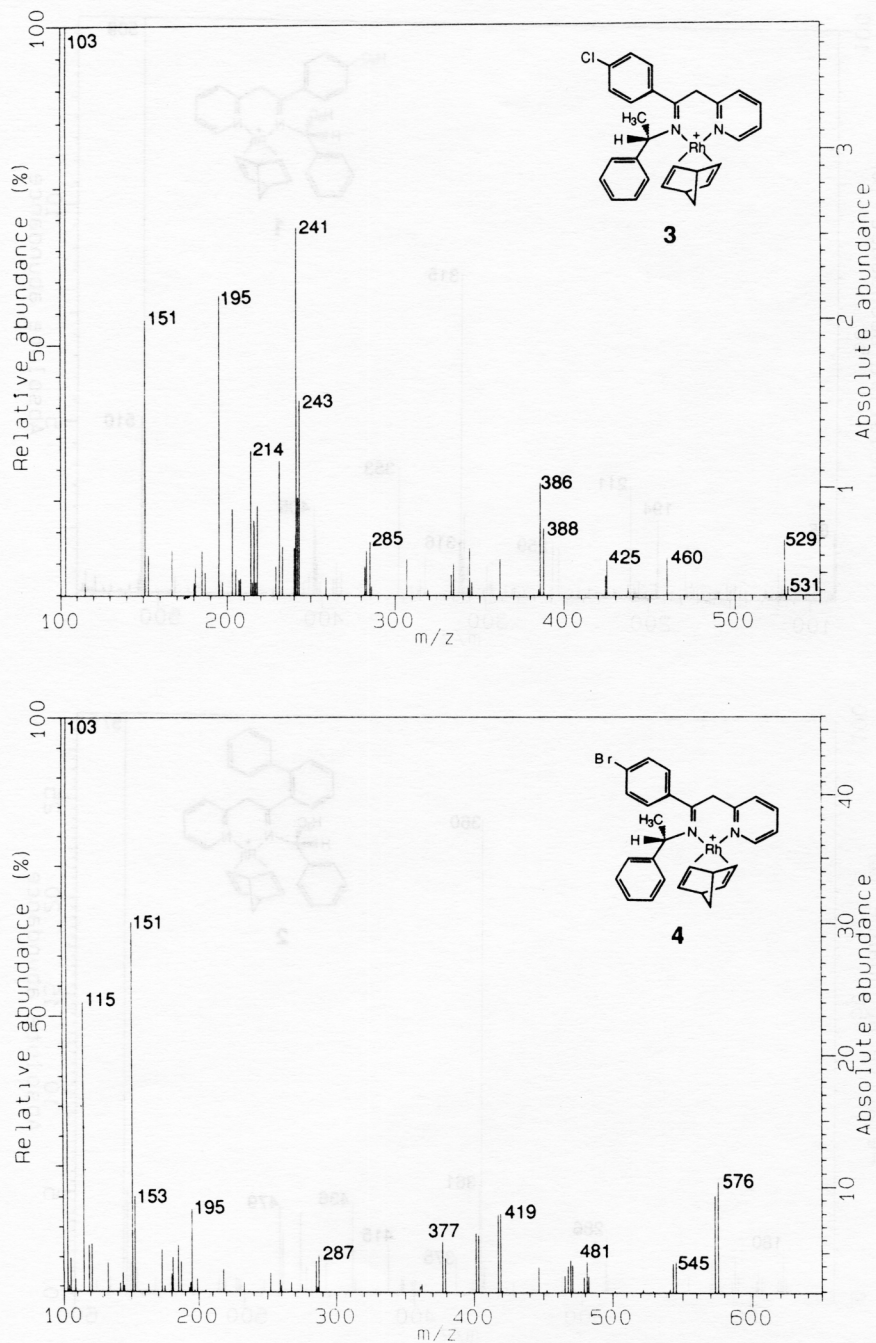 Relative abundance (%)
100
50
103
151
195
214
241
243
285
386
388
425
460
529
531
Cl
H₃C
H
N
N
+
Rh
3
3
2
1
Absolute abundance
100
200
300
400
500
m/z
Relative abundance (%)
100
50
103
115
151
153
195
287
377
419
481
545
576
Br
H₃C
H
N
N
+
Rh
4
40
30
20
10
Absolute abundance
100
200
300
400
500
600
m/z